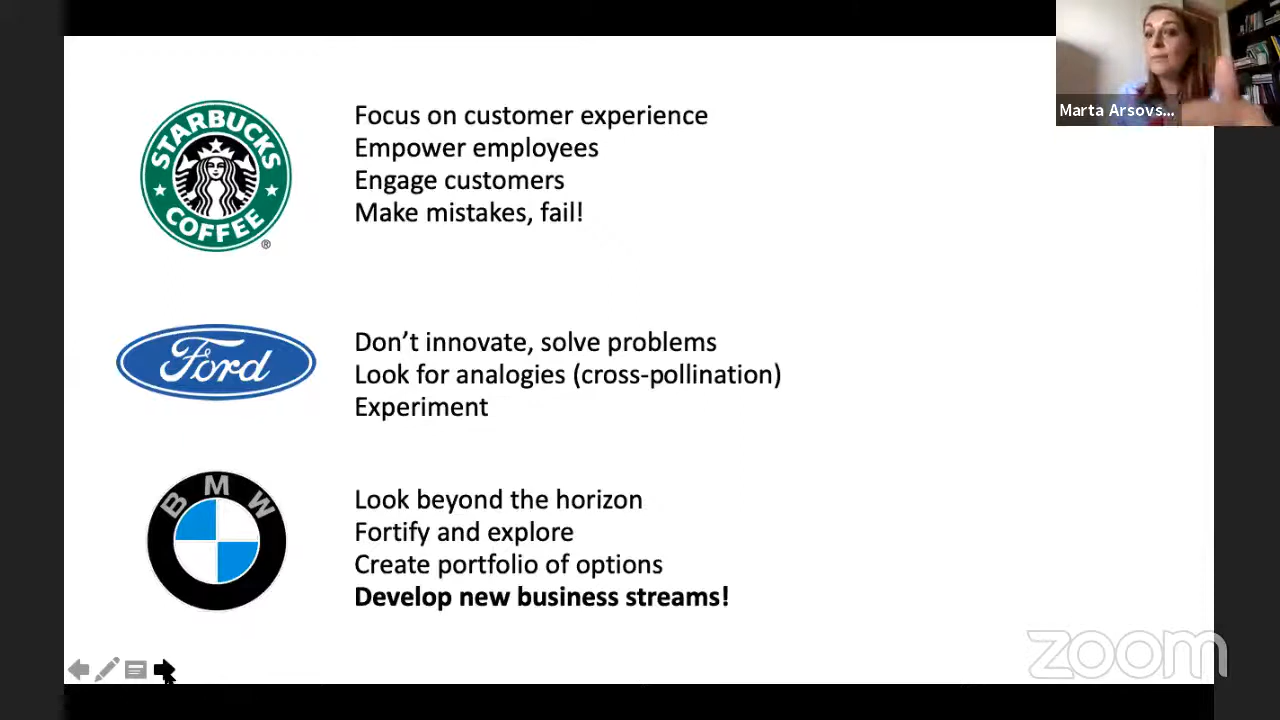 Marta Arsovs...
STARBUCKS
COFFEE
®
Focus on customer experience
Empower employees
Engage customers
Make mistakes, fail!
Ford
Don’t innovate, solve problems
Look for analogies (cross-pollination)
Experiment
BMW
Look beyond the horizon
Fortify and explore
Create portfolio of options
Develop new business streams!
zoom